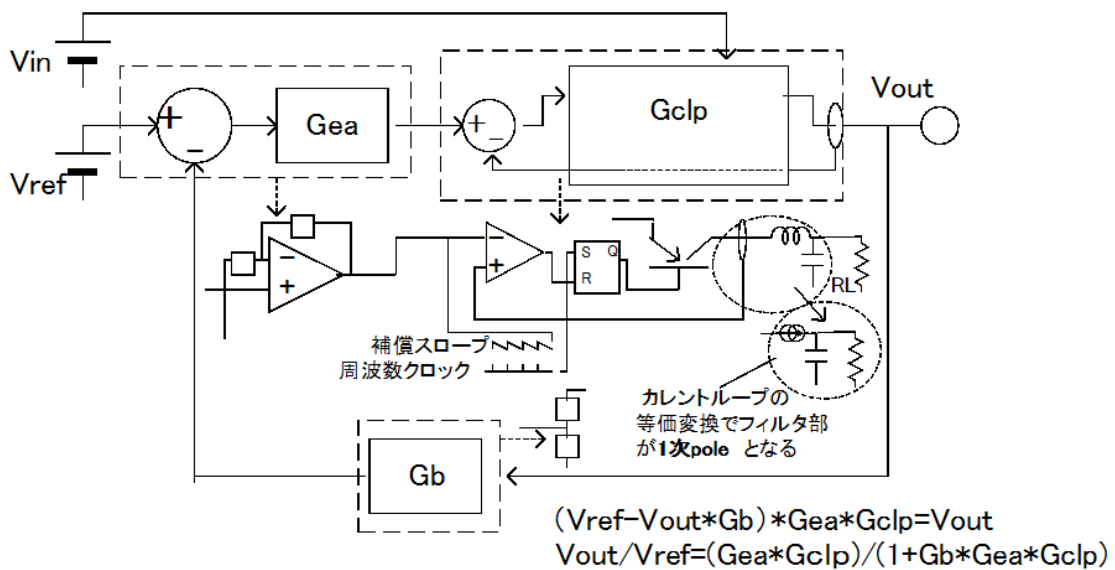 Vin
Vref
+
-
Gea
+
-
Gclp
Vout
-
+
-
+
S
Q
R
RL
補償スロープ
周波数クロック
カレントループの
等価変換でフィルタ部
が1次pole となる
Gb
(Vref-Vout*Gb)*Gea*Gclp=Vout
Vout/Vref=(Gea*Gclp)/(1+Gb*Gea*Gclp)